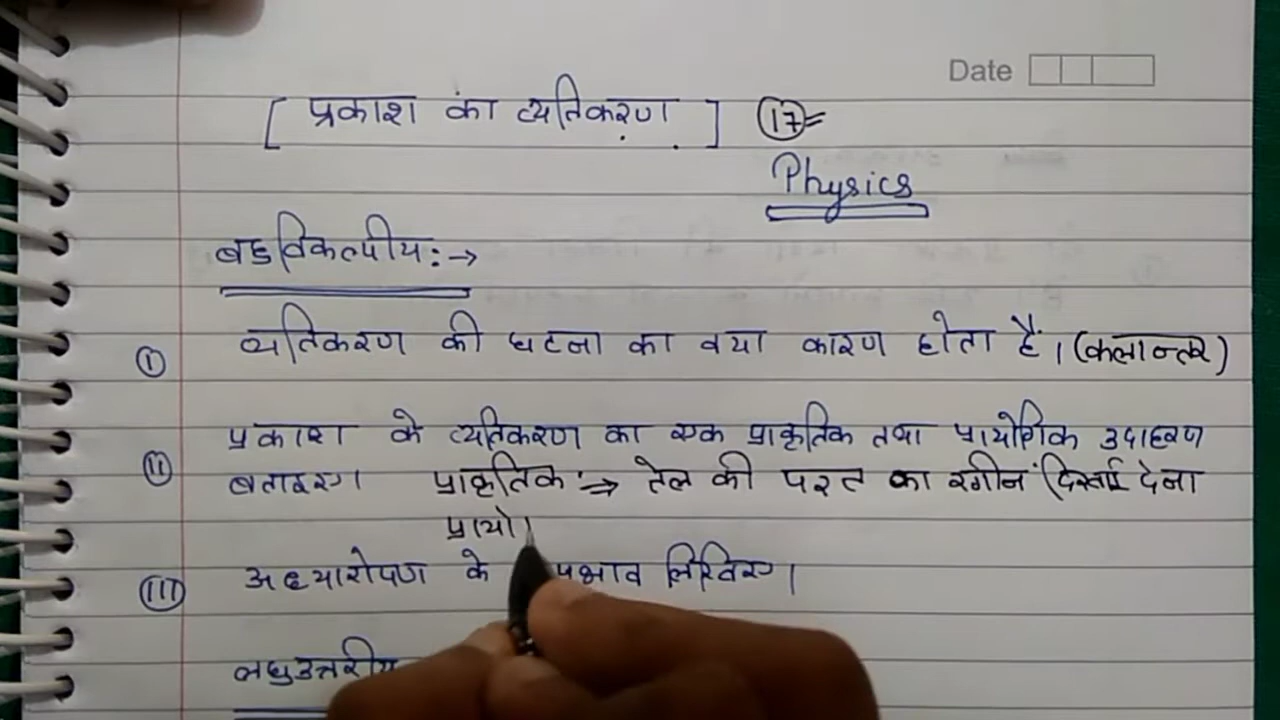 Date
[ प्रकाश का व्यतिकरण ] 17=
Physics
बहुविकल्पीय:→
I व्यतिकरण की घटना का क्या कारण होता है। (कलान्तर)
प्रकाश के व्यतिकरण का एक प्राकृतिक तथा प्रायोगिक उदाहरण
II बताइए। प्राकृतिक :⇒ तेल की परत का रंगीन दिखाई देना
प्रायो
III अध्यारोपण के प्रभाव लिखिए।
लघुउत्तरीय